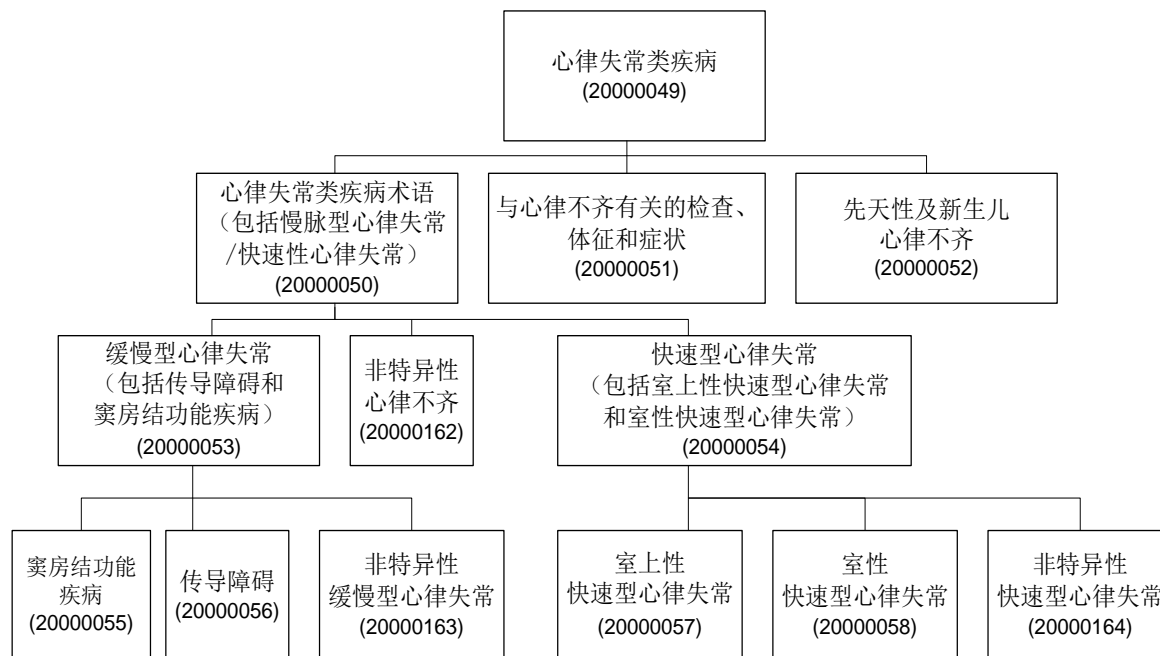 心律失常类疾病
(20000049)
心律失常类疾病术语
（包括慢脉型心律失常
/快速性心律失常）
(20000050)
与心律不齐有关的检查、
体征和症状
(20000051)
先天性及新生儿
心律不齐
(20000052)
缓慢型心律失常
（包括传导障碍和
窦房结功能疾病）
(20000053)
非特异性
心律不齐
(20000162)
快速型心律失常
（包括室上性快速型心律失常
和室性快速型心律失常）
(20000054)
窦房结功能
疾病
(20000055)
传导障碍
(20000056)
非特异性
缓慢型心律失常
(20000163)
室上性
快速型心律失常
(20000057)
室性
快速型心律失常
(20000058)
非特异性
快速型心律失常
(20000164)